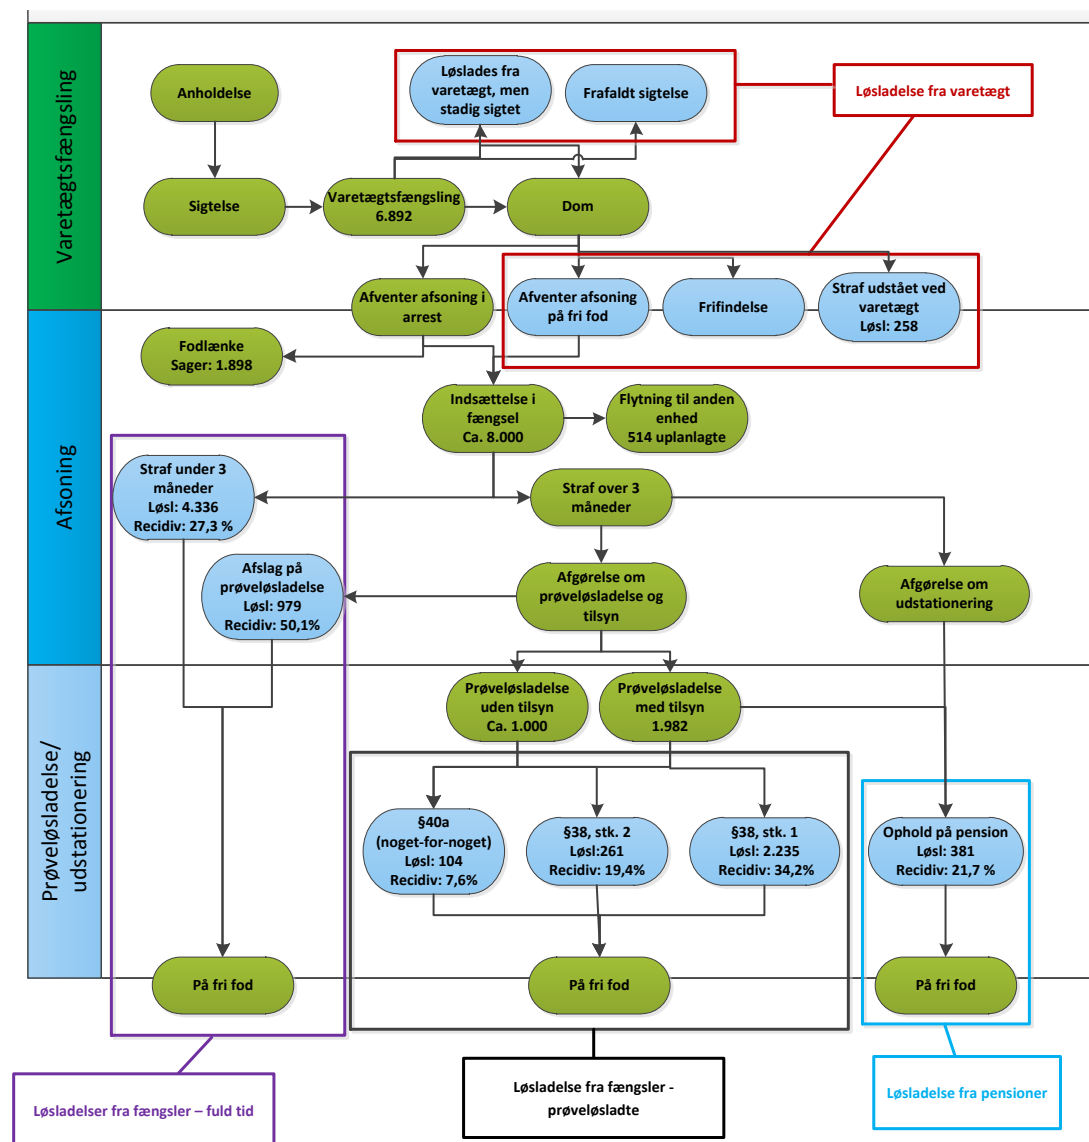 Varetægtsfængsling
Anholdelse
Løslades fra
varetægt, men
stadig sigtet
Frafaldt sigtelse
Løsladelse fra varetægt
Sigtelse
Varetægtsfængsling
6.892
Dom
Afventer afsoning i
arrest
Afventer afsoning
på fri fod
Frifindelse
Straf udstået ved
varetægt
Løsl: 258
Afsoning
Fodlænke
Sager: 1.898
Indsættelse i
fængsel
Ca. 8.000
Flytning til anden
enhed
514 uplanlagte
Straf under 3
måneder
Løsl: 4.336
Recidiv: 27,3 %
Straf over 3
måneder
Afslag på
prøveløsladelse
Løsl: 979
Recidiv: 50,1%
Afgørelse om
prøveløsladelse og
tilsyn
Afgørelse om
udstationering
Prøveløsladelse/
udstationering
Prøveløsladelse
uden tilsyn
Ca. 1.000
Prøveløsladelse
med tilsyn
1.982
§40a
(noget-for-noget)
Løsl: 104
Recidiv: 7,6%
§38, stk. 2
Løsl:261
Recidiv: 19,4%
§38, stk. 1
Løsl: 2.235
Recidiv: 34,2%
Ophold på pension
Løsl: 381
Recidiv: 21,7 %
På fri fod
På fri fod
På fri fod
Løsladelser fra fængsler – fuld tid
Løsladelse fra fængsler -
prøveløsladte
Løsladelse fra pensioner